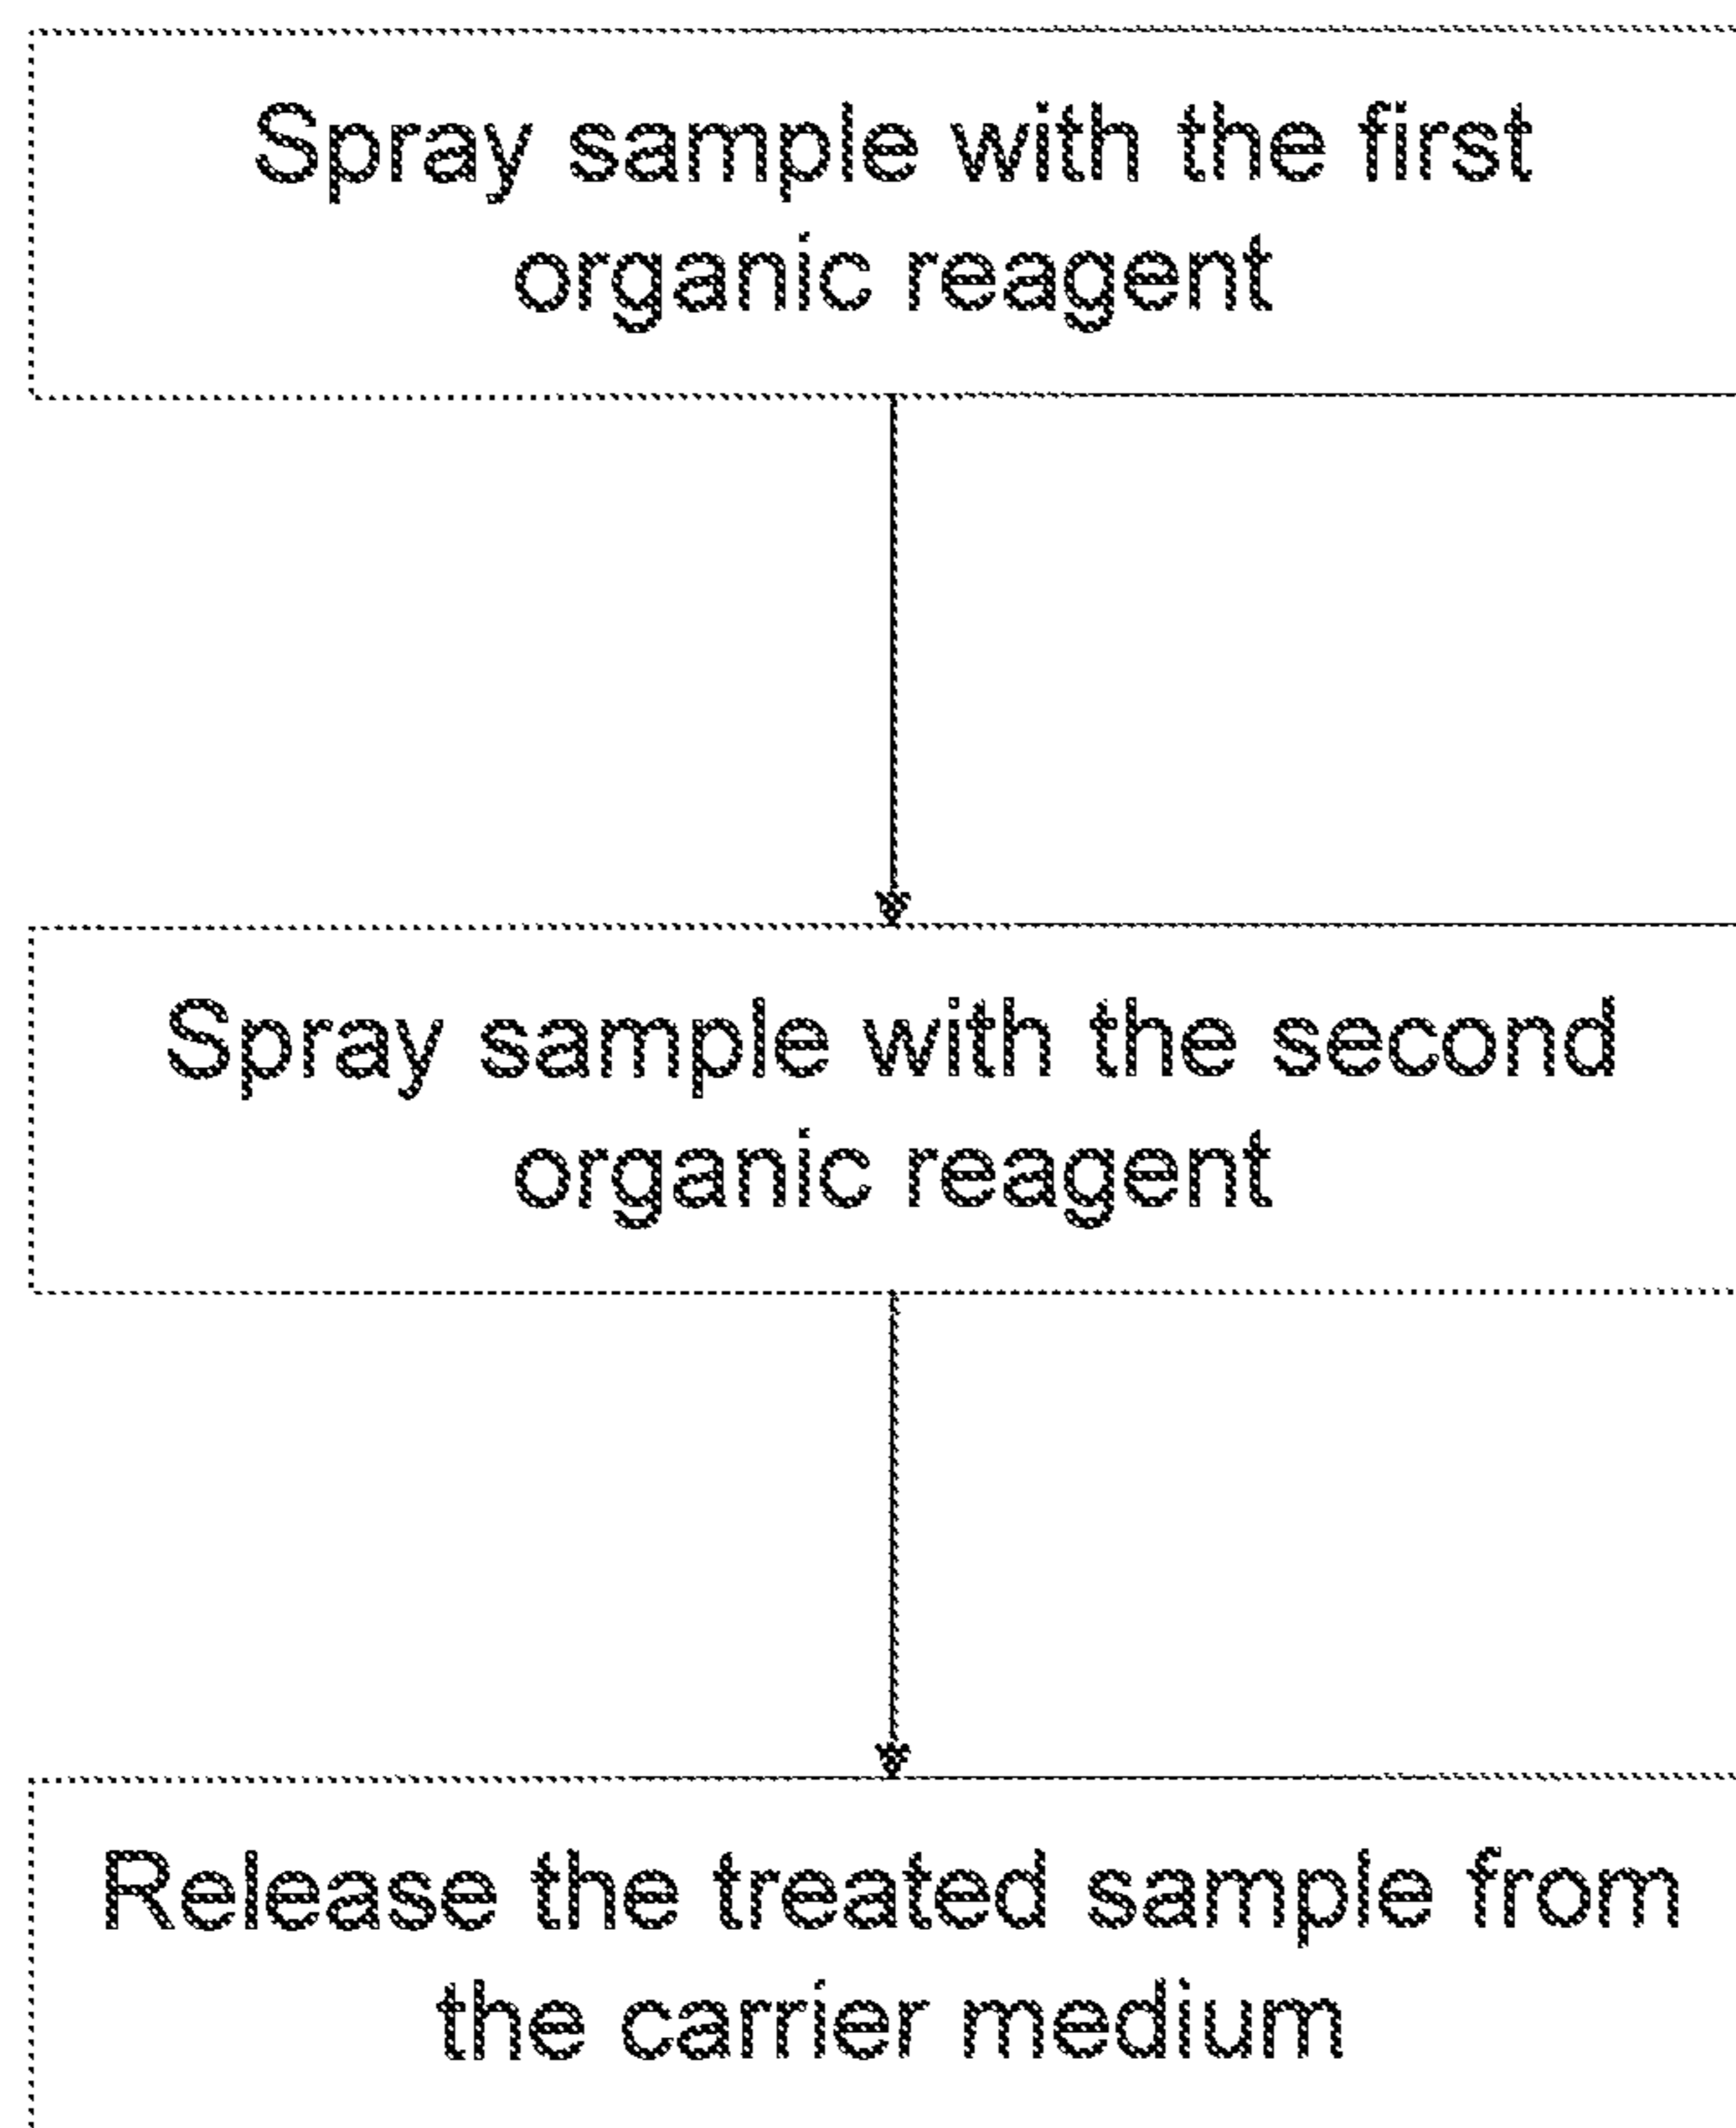 Spray sample with the first
organic reagent
Spray sample with the second
organic reagent
Release the treated sample from
the carrier medium